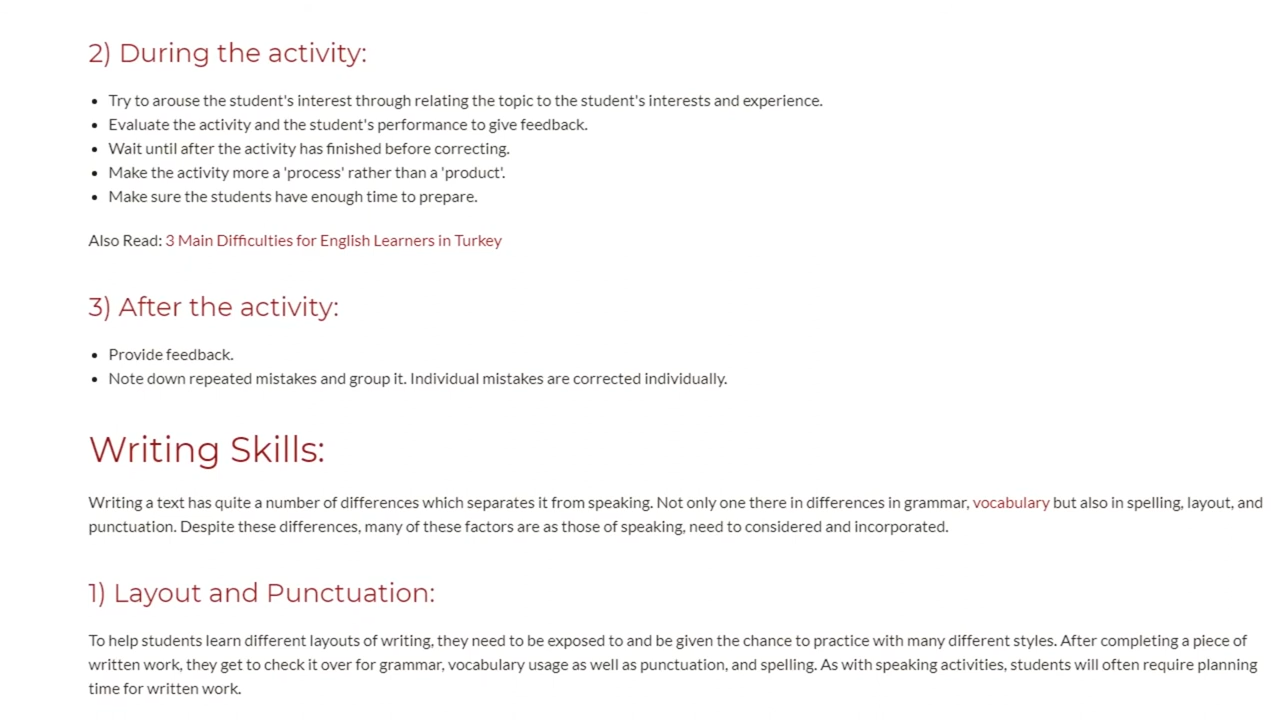 2) During the activity:
• Try to arouse the student's interest through relating the topic to the student's interests and experience.
• Evaluate the activity and the student's performance to give feedback.
• Wait until after the activity has finished before correcting.
• Make the activity more a 'process' rather than a 'product'.
• Make sure the students have enough time to prepare.
Also Read: 3 Main Difficulties for English Learners in Turkey
3) After the activity:
• Provide feedback.
• Note down repeated mistakes and group it. Individual mistakes are corrected individually.
Writing Skills:
Writing a text has quite a number of differences which separates it from speaking. Not only one there in differences in grammar, vocabulary but also in spelling, layout, and
punctuation. Despite these differences, many of these factors are as those of speaking, need to considered and incorporated.
1) Layout and Punctuation:
To help students learn different layouts of writing, they need to be exposed to and be given the chance to practice with many different styles. After completing a piece of
written work, they get to check it over for grammar, vocabulary usage as well as punctuation, and spelling. As with speaking activities, students will often require planning
time for written work.